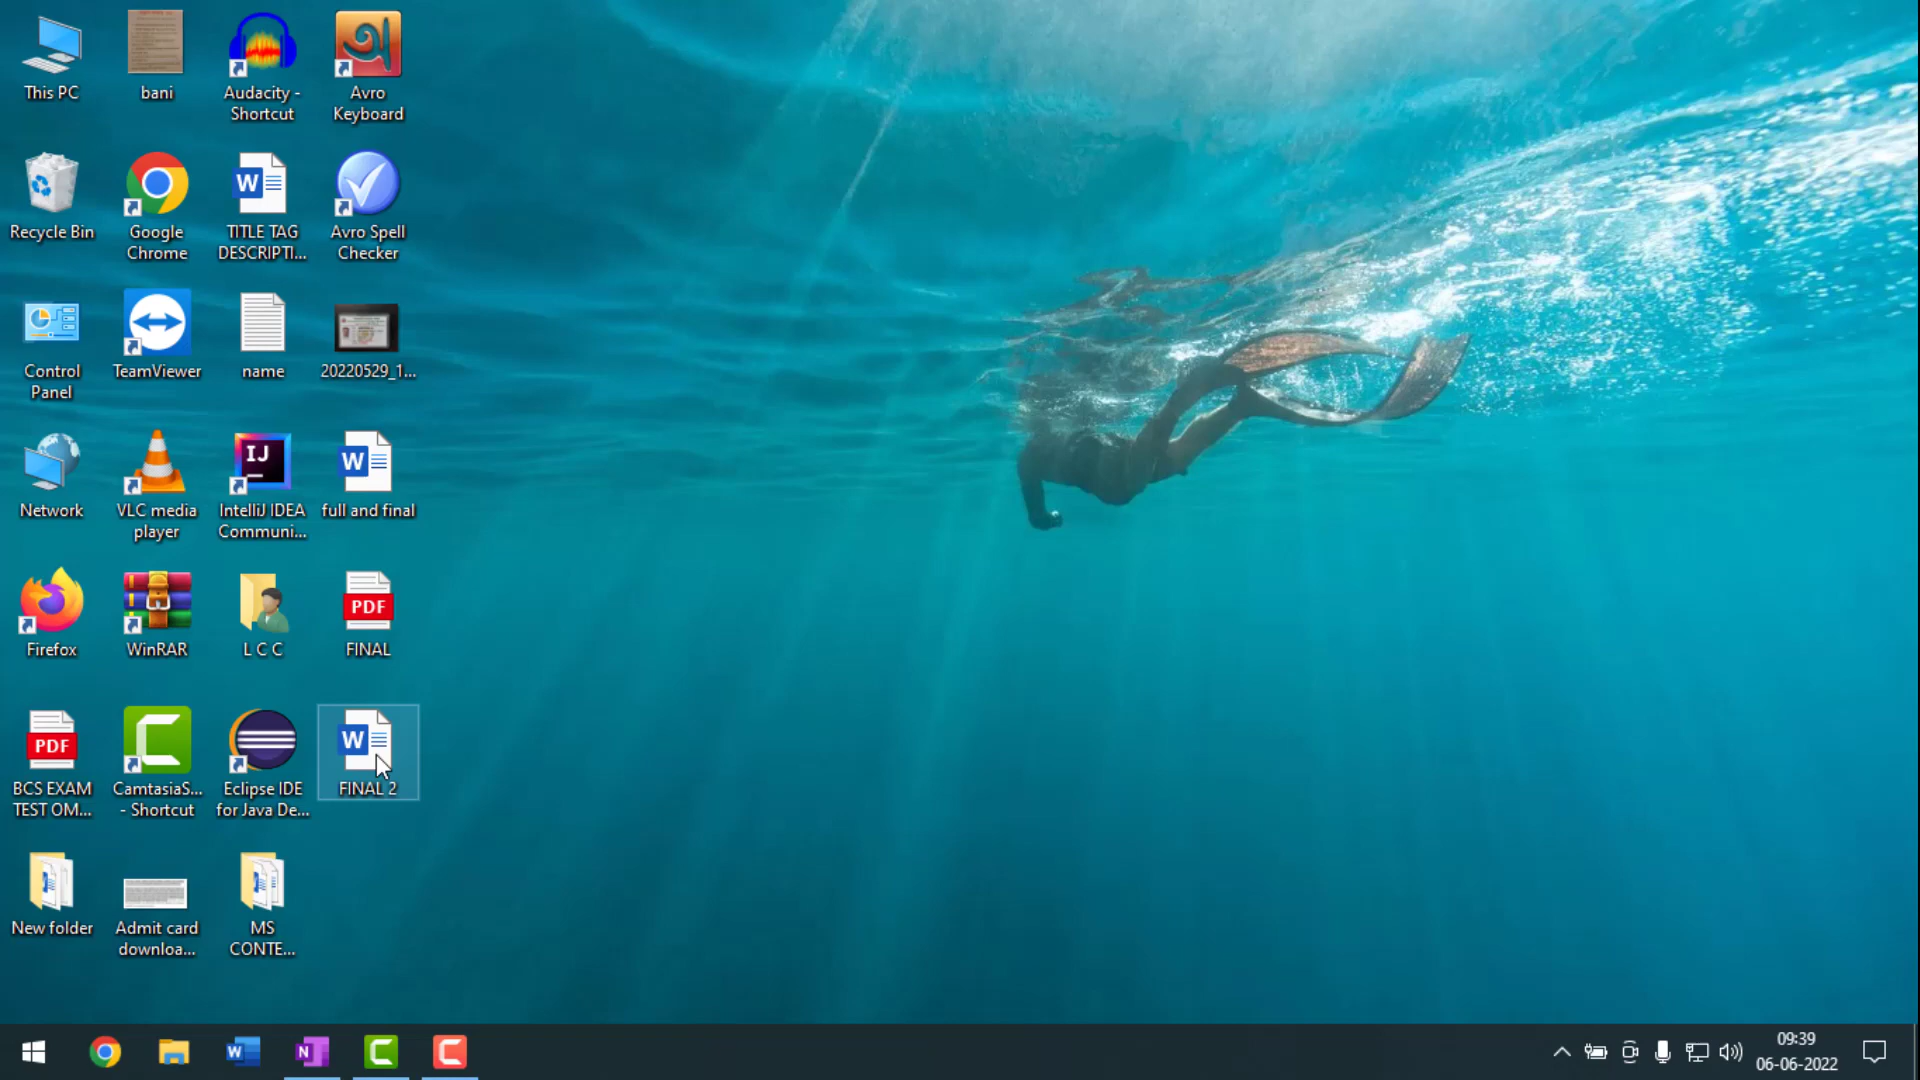 This PC
bani
Audacity -
Shortcut
Avro
Keyboard
Recycle Bin
Google
Chrome
TITLE TAG
DESCRIPTI...
Avro Spell
Checker
Control
Panel
TeamViewer
name
20220529_1...
Network
VLC media
player
IntelliJ IDEA
Communi...
full and final
Firefox
WinRAR
L C C
FINAL
BCS EXAM
TEST OM...
CamtasiaS...
- Shortcut
Eclipse IDE
for Java De...
FINAL 2
New folder
Admit card
downloa...
MS
CONTE...
09:39
06-06-2022